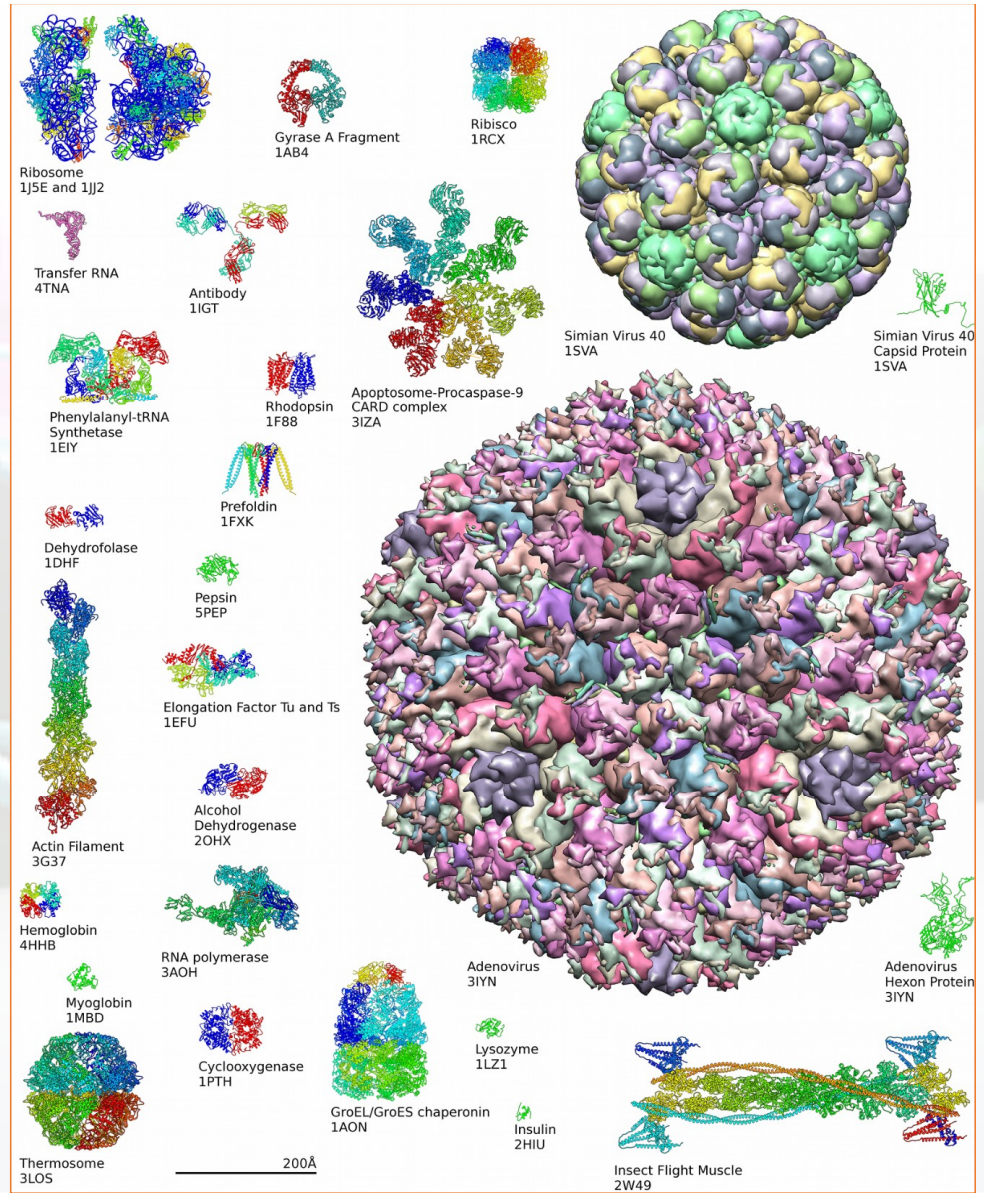 Ribosome
1J5E and 1JJ2
Gyrase A Fragment
1AB4
Ribisco
1RCX
Transfer RNA
4TNA
Antibody
1IGT
Apoptosome-Procaspase-9
CARD complex
3IZA
Simian Virus 40
1SVA
Simian Virus 40
Capsid Protein
1SVA
Phenylalanyl-tRNA
Synthetase
1EIY
Rhodopsin
1F88
Prefoldin
1FXK
Dehydrofolase
1DHF
Pepsin
5PEP
Elongation Factor Tu and Ts
1EFU
Alcohol
Dehydrogenase
2OHX
Actin Filament
3G37
Hemoglobin
4HHB
RNA polymerase
3AOH
Adenovirus
3IYN
Adenovirus
Hexon Protein
3IYN
Myoglobin
1MBD
Cyclooxygenase
1PTH
GroEL/GroES chaperonin
1AON
Lysozyme
1LZ1
Insulin
2HIU
Thermosome
3LOS
200Å
Insect Flight Muscle
2W49